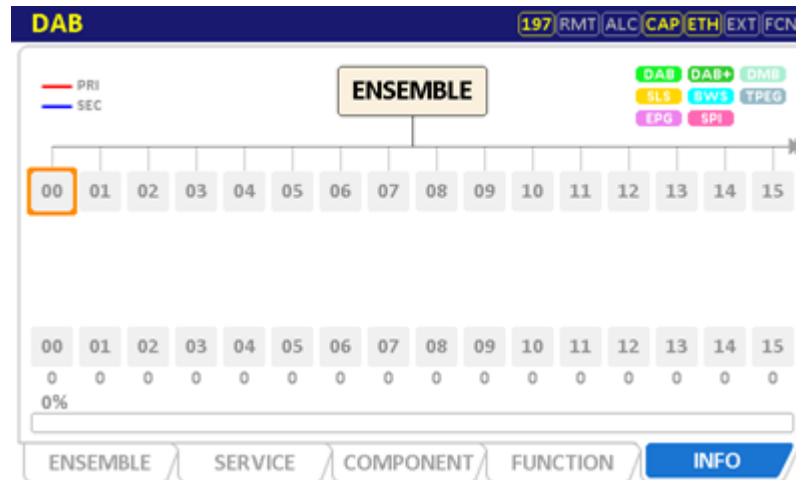 DAB 197 RMT ALC CAP ETH EXT FCN
PRI
SEC
ENSEMBLE
DAB DAB+ DMB
SLS BWS TPEG
EPG SPI
00 01 02 03 04 05 06 07 08 09 10 11 12 13 14 15
00 01 02 03 04 05 06 07 08 09 10 11 12 13 14 15
0 0 0 0 0 0 0 0 0 0 0 0 0 0 0 0
0%
ENSEMBLE SERVICE COMPONENT FUNCTION INFO